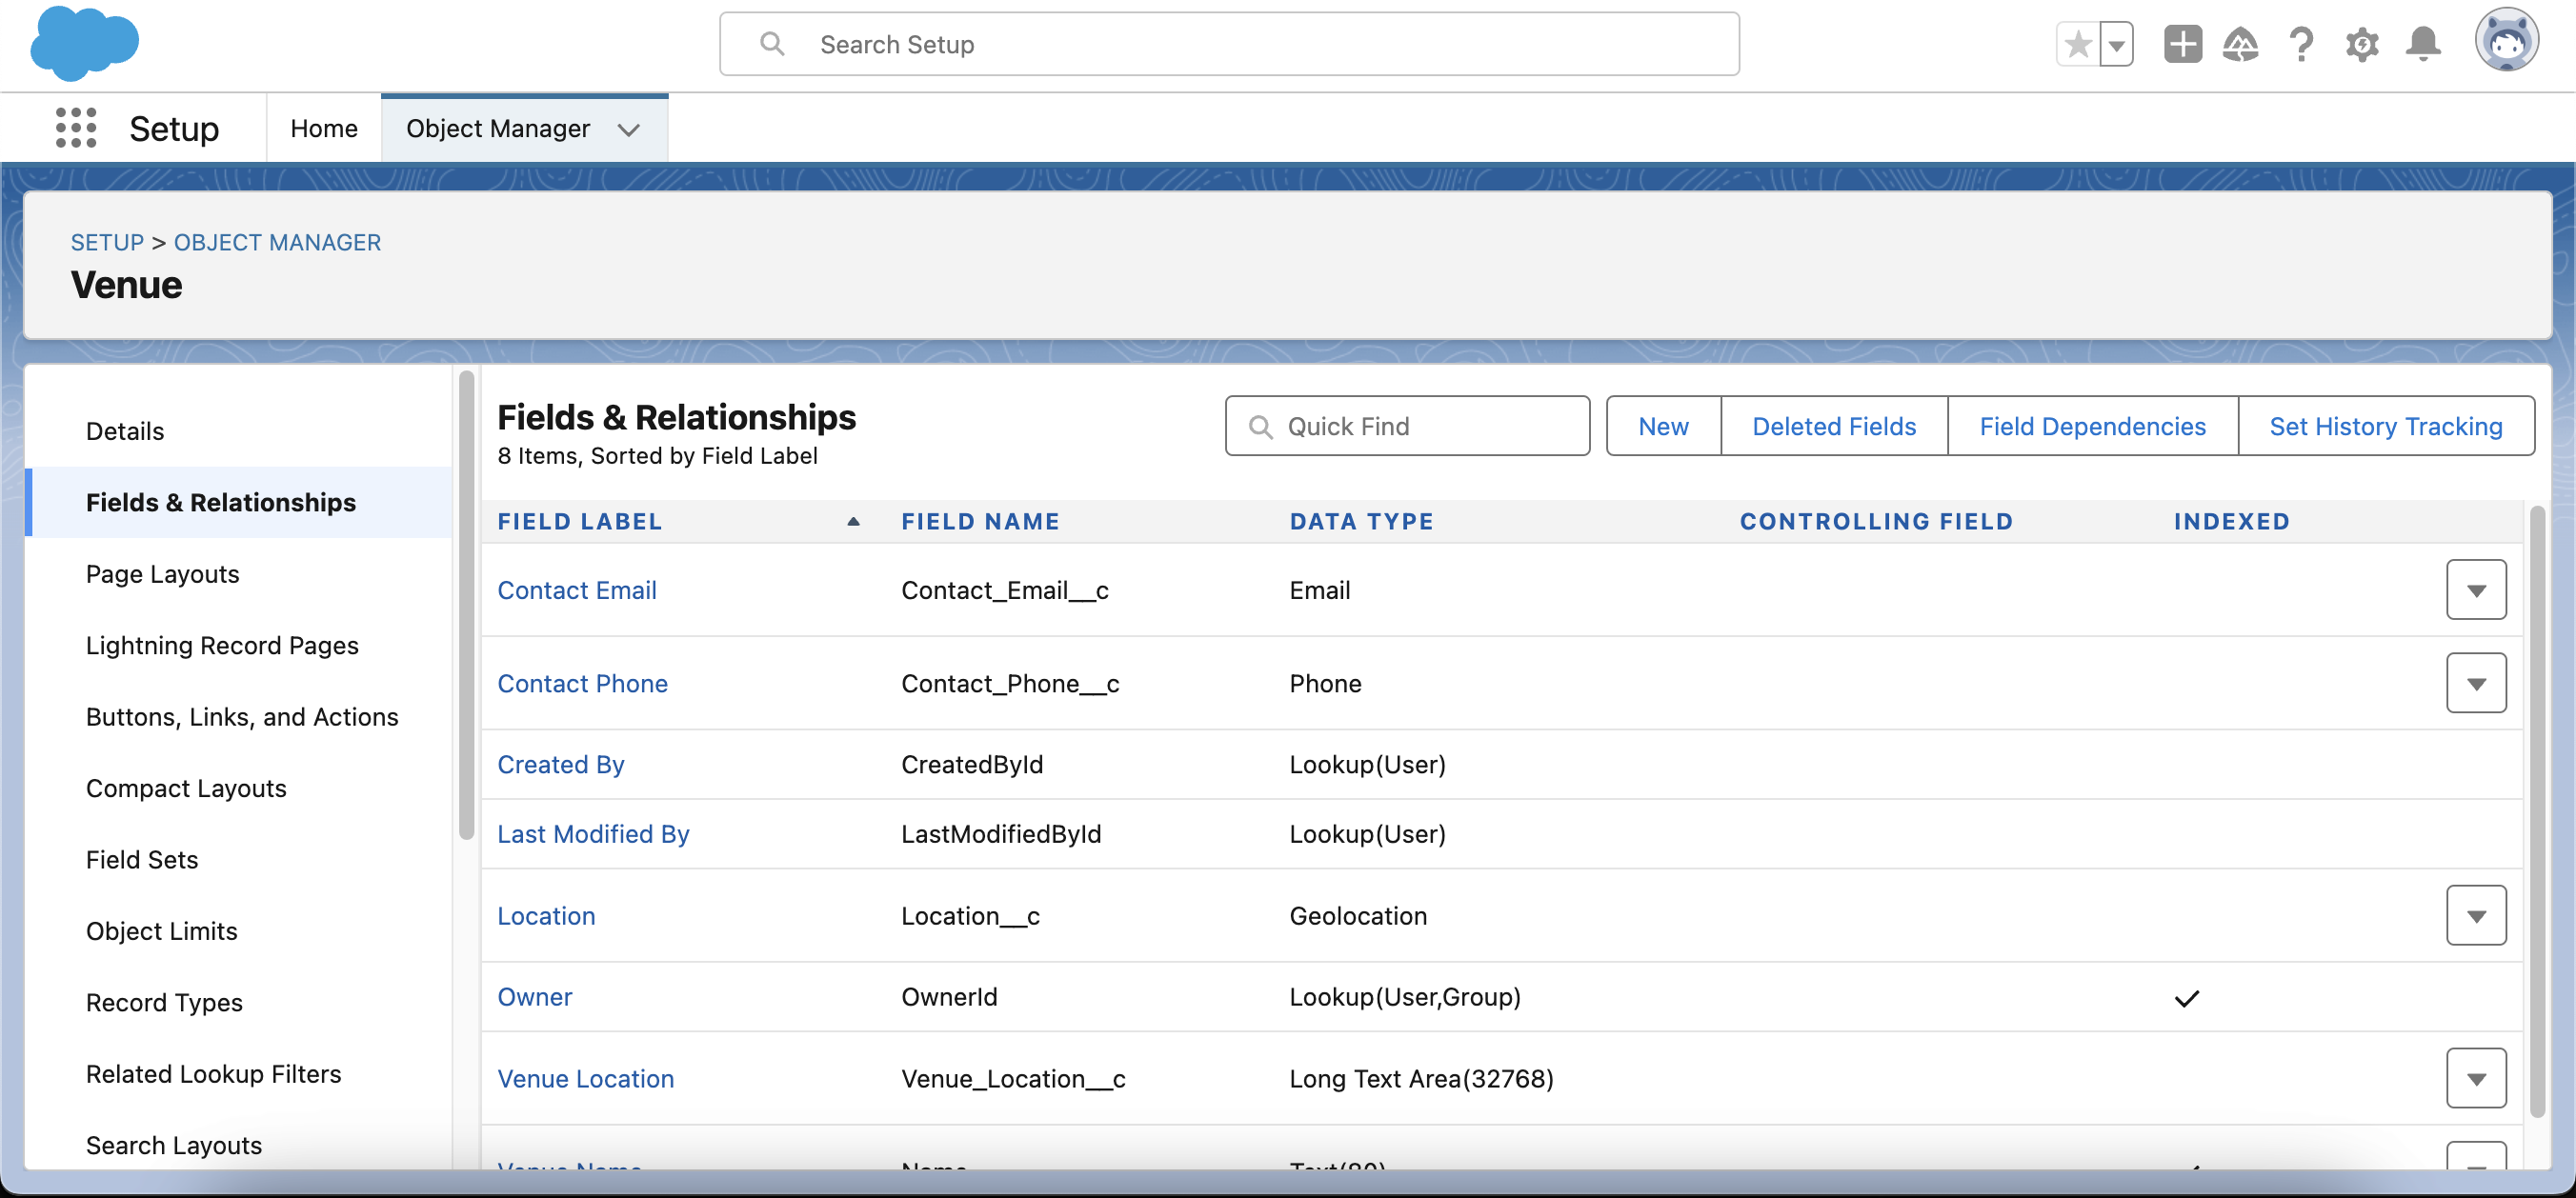 Search Setup
Setup
Home
Object Manager
SETUP > OBJECT MANAGER
Venue
Details
Fields & Relationships
Page Layouts
Lightning Record Pages
Buttons, Links, and Actions
Compact Layouts
Field Sets
Object Limits
Record Types
Related Lookup Filters
Search Layouts
Fields & Relationships
8 Items, Sorted by Field Label
Quick Find
New
Deleted Fields
Field Dependencies
Set History Tracking
FIELD LABEL FIELD NAME DATA TYPE CONTROLLING FIELD INDEXED
Contact Email Contact_Email__c Email
Contact Phone Contact_Phone__c Phone
Created By CreatedById Lookup(User)
Last Modified By LastModifiedById Lookup(User)
Location Location__c Geolocation
Owner OwnerId Lookup(User,Group)
Venue Location Venue_Location__c Long Text Area(32768)
Venue Name Name Text(80)